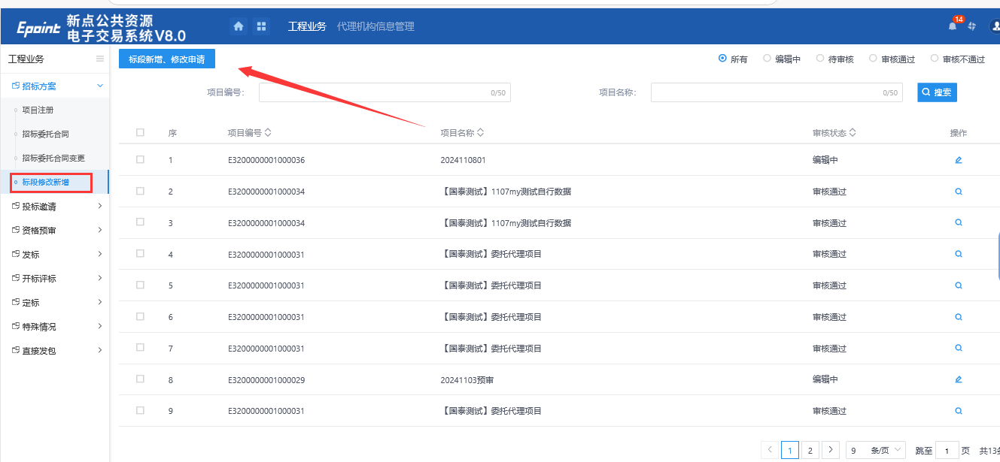 Epoint 新点公共资源
电子交易系统V8.0
工程业务 代理机构信息管理
14
工程业务
招标方案
项目注册
招标委托合同
招标委托合同变更
标段修改新增
投标邀请
资格预审
发标
开标评标
定标
特殊情况
直接发包
标段新增、修改申请
所有 编辑中 待审核 审核通过 审核不通过
项目编号: 0/50 项目名称: 0/50 搜索
序 项目编号 项目名称 审核状态 操作
1 E3200000001000036 2024110801 编辑中
2 E3200000001000034 【国泰测试】1107my测试自行数据 审核通过
3 E3200000001000034 【国泰测试】1107my测试自行数据 审核通过
4 E3200000001000031 【国泰测试】委托代理项目 审核通过
5 E3200000001000031 【国泰测试】委托代理项目 审核通过
6 E3200000001000031 【国泰测试】委托代理项目 审核通过
7 E3200000001000031 【国泰测试】委托代理项目 审核通过
8 E3200000001000029 20241103预审 编辑中
9 E3200000001000031 【国泰测试】委托代理项目 审核通过
1 2 9 条/页 跳至 1 页 共13